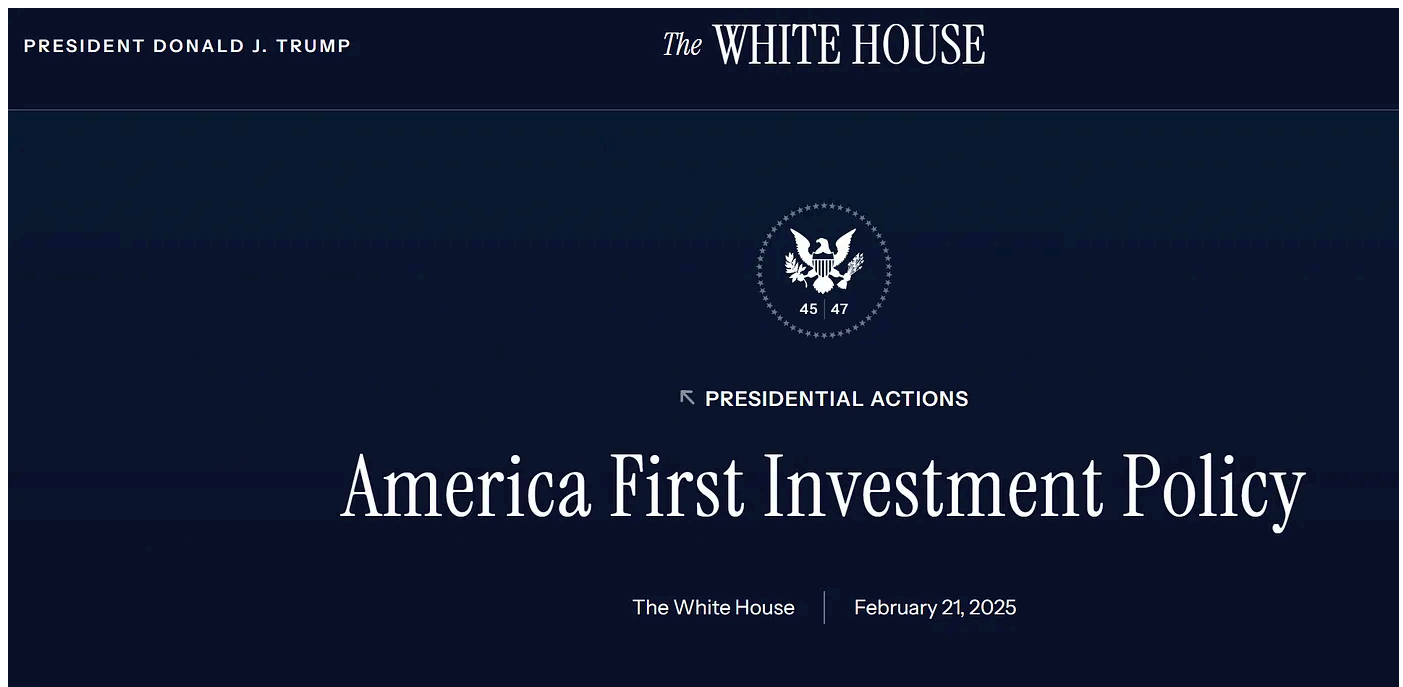 PRESIDENT DONALD J. TRUMP
The WHITE HOUSE
45 | 47
PRESIDENTIAL ACTIONS
America First Investment Policy
The White House | February 21, 2025